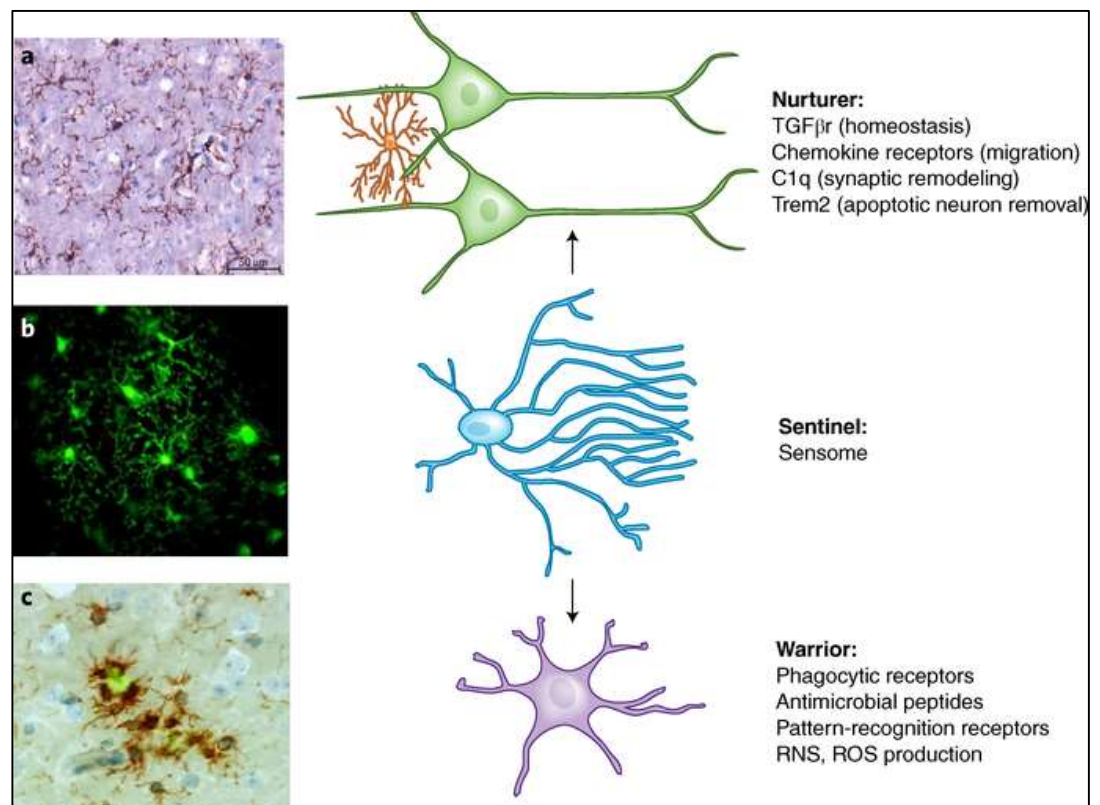 a
50 µm
Nurturer:
TGFβr (homeostasis)
Chemokine receptors (migration)
C1q (synaptic remodeling)
Trem2 (apoptotic neuron removal)
b
Sentinel:
Sensome
c
Warrior:
Phagocytic receptors
Antimicrobial peptides
Pattern-recognition receptors
RNS, ROS production